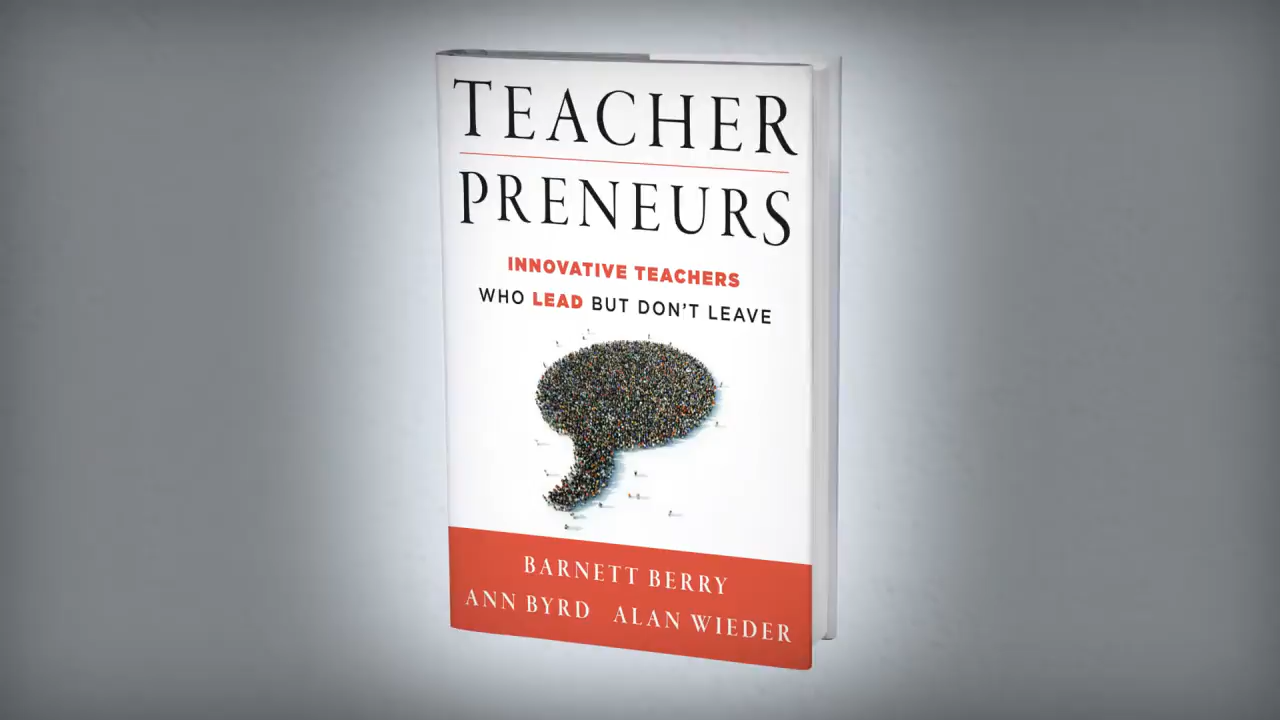 TEACHER
PRENEURS
INNOVATIVE TEACHERS
WHO LEAD BUT DON'T LEAVE
BARNETT BERRY
ANN BYRD ALAN WIEDER